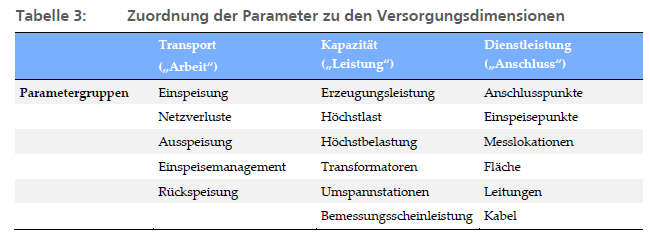 Tabelle 3: Zuordnung der Parameter zu den Versorgungsdimensionen
Transport Kapazität Dienstleistung
(„Arbeit“) („Leistung“) („Anschluss“)
Parametergruppen Einspeisung Erzeugungsleistung Anschlusspunkte
Netzverluste Höchstlast Einspeisepunkte
Ausspeisung Höchstbelastung Messlokationen
Einspeisemanagement Transformatoren Fläche
Rückspeisung Umspannstationen Leitungen
Bemessungsscheinleistung Kabel